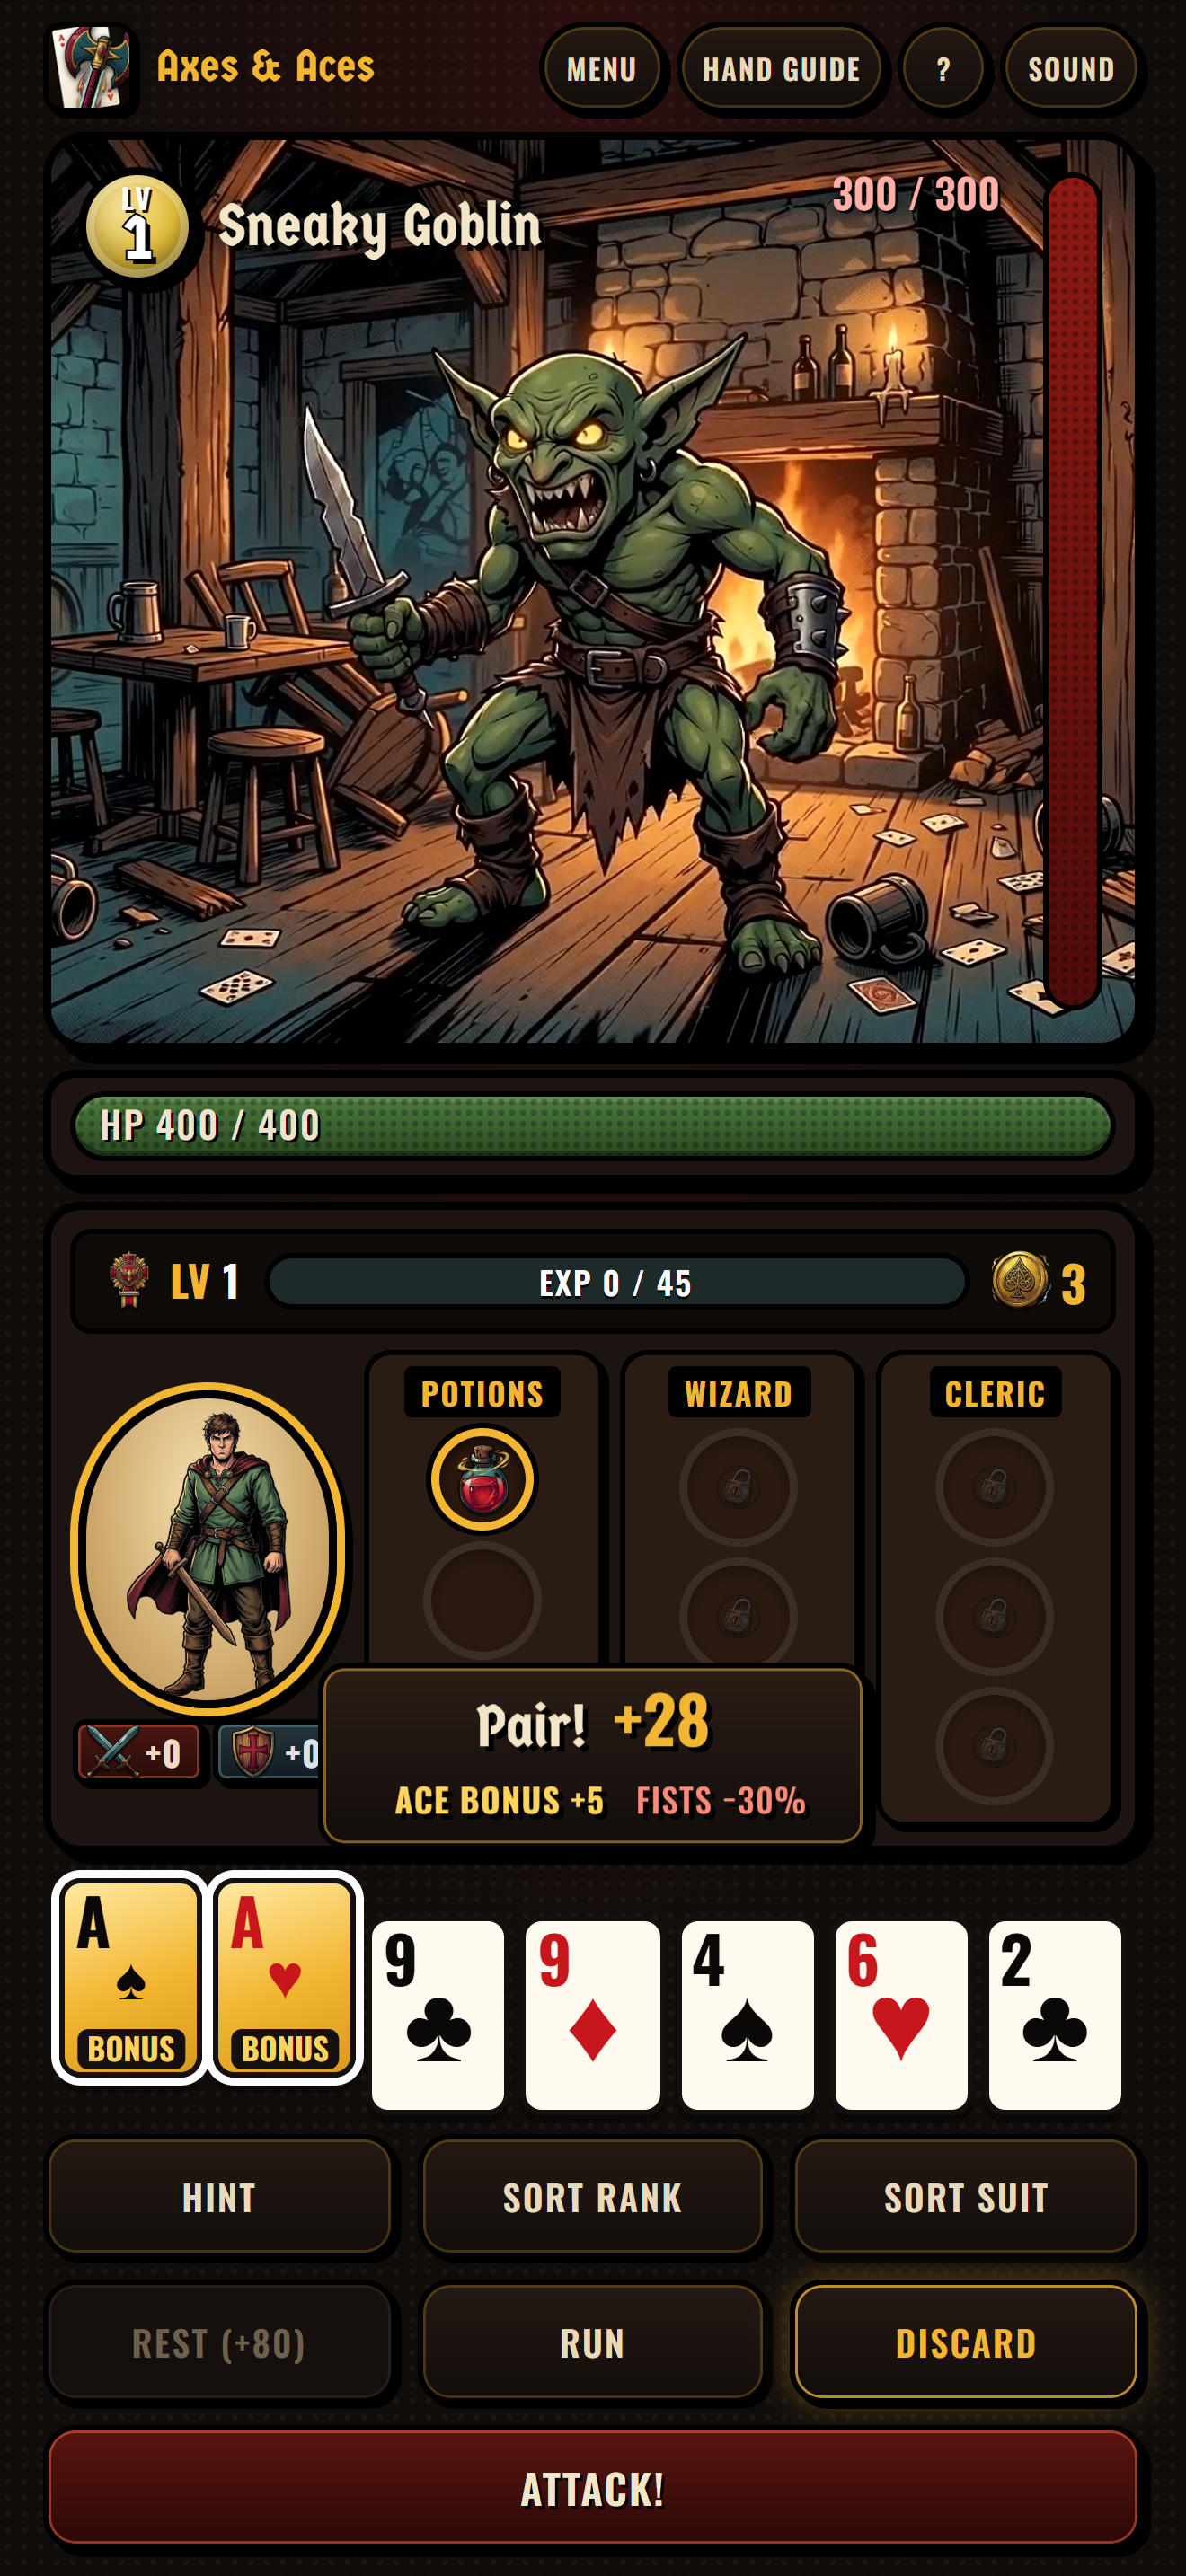 Axes & Aces
MENU
HAND GUIDE
?
SOUND
LV
1
Sneaky Goblin
300 / 300
HP 400 / 400
LV 1
EXP 0 / 45
3
POTIONS
WIZARD
CLERIC
+0
+0
Pair! +28
ACE BONUS +5 FISTS -30%
A
♠
BONUS
A
♥
BONUS
9
♣
9
♦
4
♠
6
♥
2
♣
HINT
SORT RANK
SORT SUIT
REST (+80)
RUN
DISCARD
ATTACK!